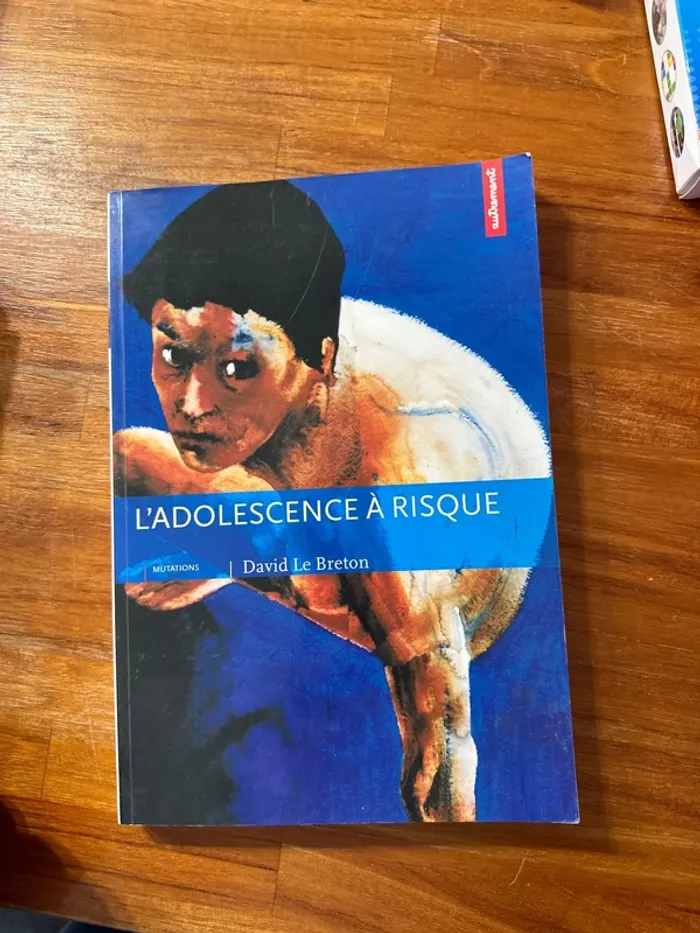 autrement
L'ADOLESCENCE À RISQUE
MUTATIONS
David Le Breton